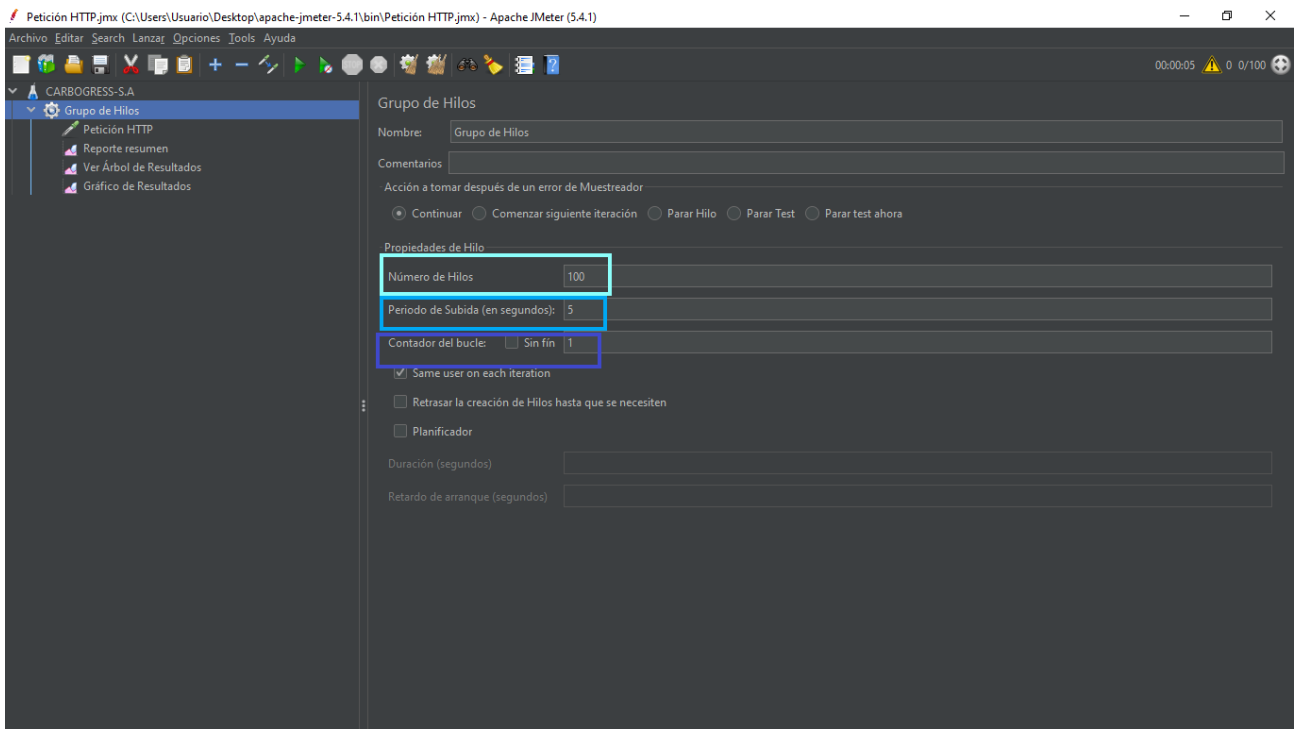 Petición HTTP.jmx (C:\Users\Usuario\Desktop\apache-jmeter-5.4.1\bin\Petición HTTP.jmx) - Apache JMeter (5.4.1)
Archivo Editar Search Lanzar Opciones Tools Ayuda
00:00:05 0 0/100
CARBOGRESS-S.A
Grupo de Hilos
Petición HTTP
Reporte resumen
Ver Árbol de Resultados
Gráfico de Resultados
Grupo de Hilos
Nombre: Grupo de Hilos
Comentarios
Acción a tomar después de un error de Muestreador
Continuar Comenzar siguiente iteración Parar Hilo Parar Test Parar test ahora
Propiedades de Hilo
Número de Hilos 100
Periodo de Subida (en segundos): 5
Contador del bucle: Sin fín 1
Same user on each iteration
Retrasar la creación de Hilos hasta que se necesiten
Planificador
Duración (segundos)
Retardo de arranque (segundos)